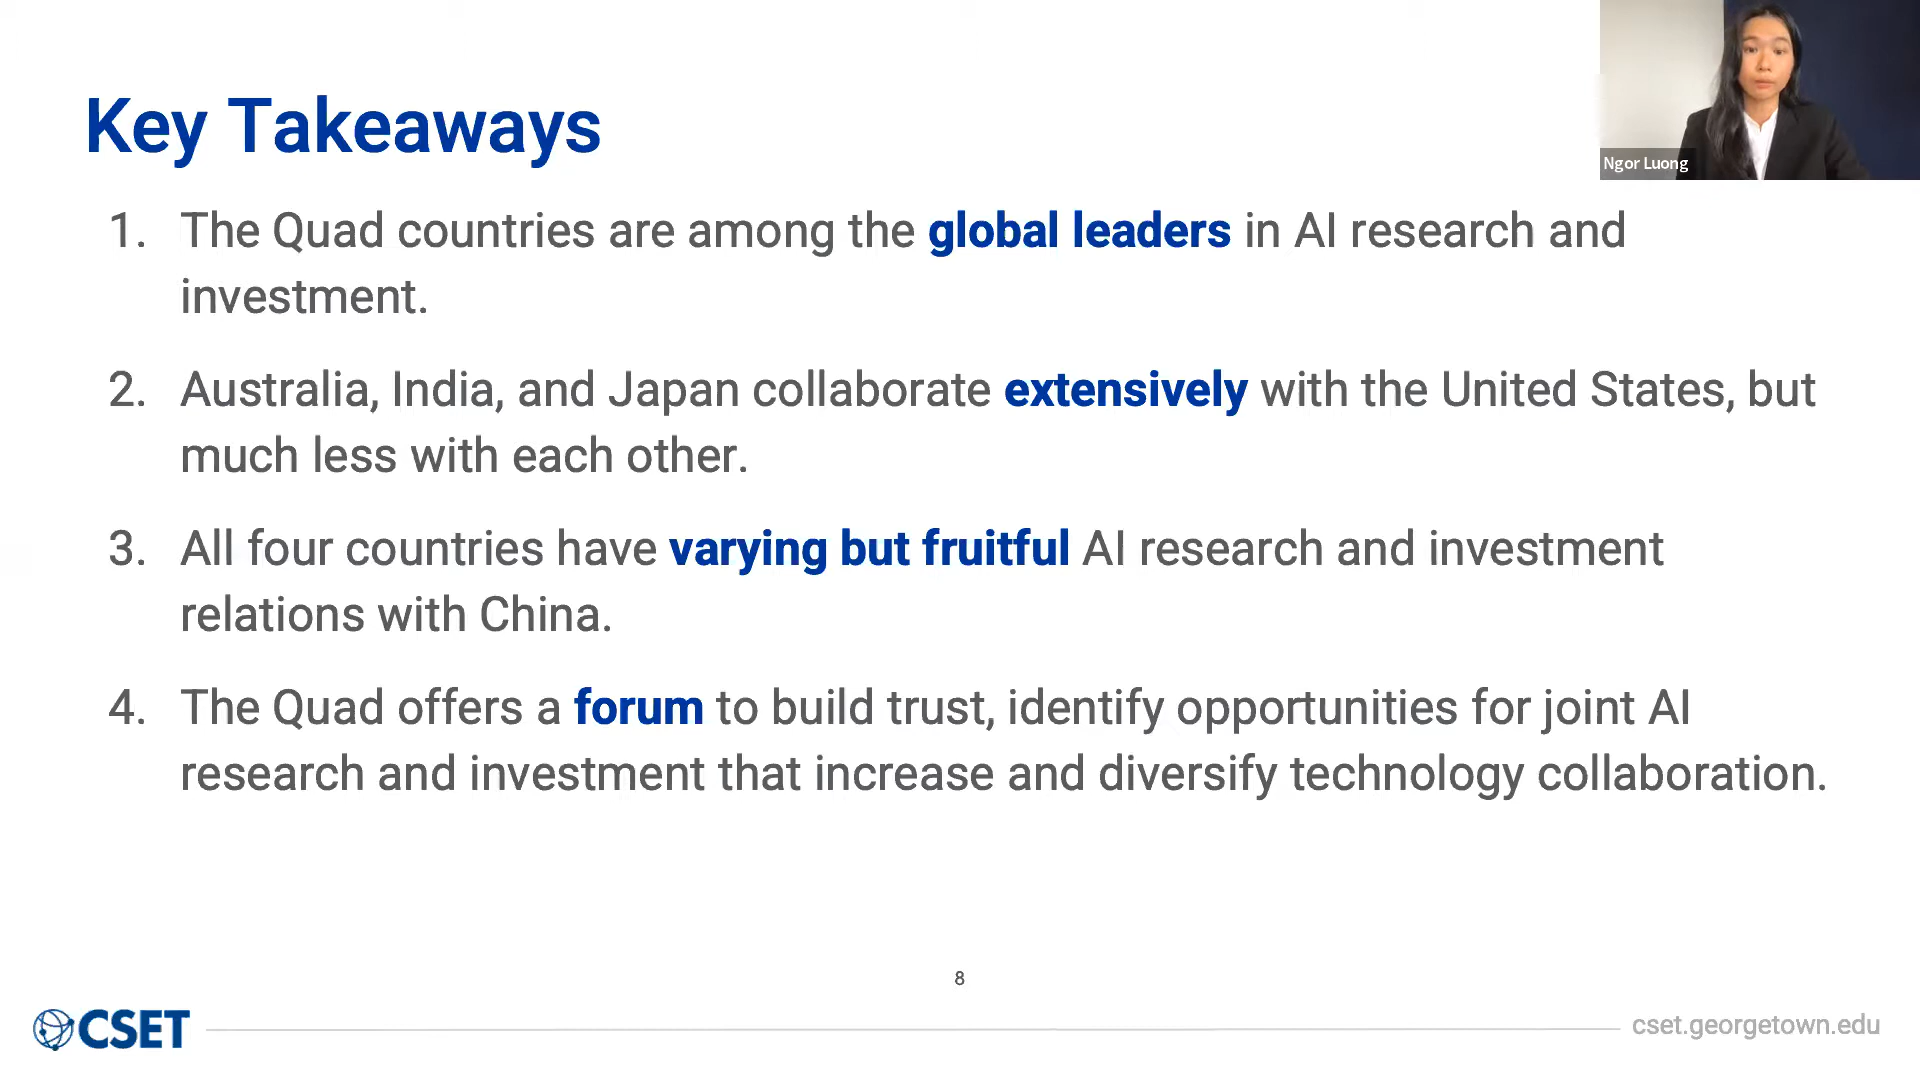 Key Takeaways
Ngor Luong
1. The Quad countries are among the global leaders in AI research and
investment.
2. Australia, India, and Japan collaborate extensively with the United States, but
much less with each other.
3. All four countries have varying but fruitful AI research and investment
relations with China.
4. The Quad offers a forum to build trust, identify opportunities for joint AI
research and investment that increase and diversify technology collaboration.
8
CSET
cset.georgetown.edu